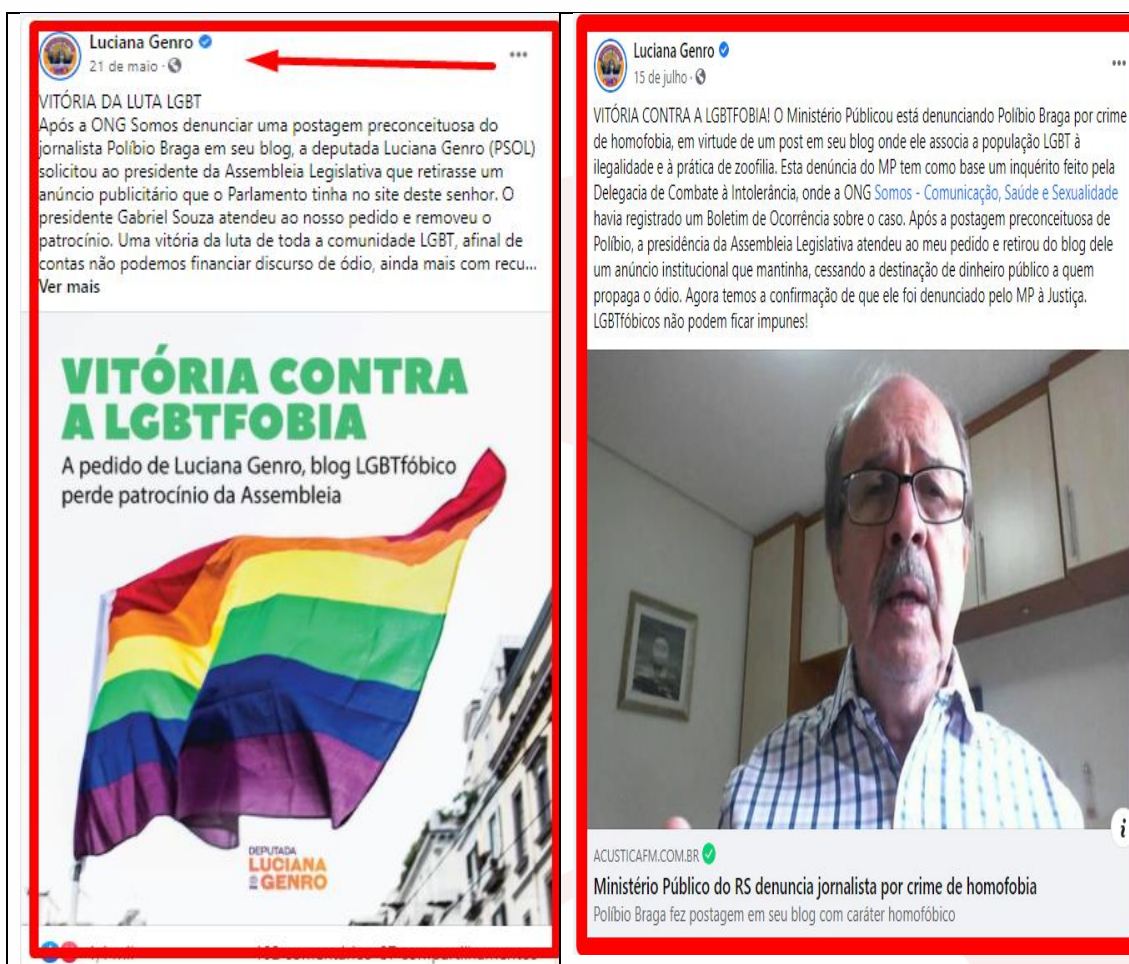 Luciana Genro
21 de maio ·
VITÓRIA DA LUTA LGBT
Após a ONG Somos denunciar uma postagem preconceituosa do
jornalista Políbio Braga em seu blog, a deputada Luciana Genro (PSOL)
solicitou ao presidente da Assembleia Legislativa que retirasse um
anúncio publicitário que o Parlamento tinha no site deste senhor. O
presidente Gabriel Souza atendeu ao nosso pedido e removeu o
patrocínio. Uma vitória da luta de toda a comunidade LGBT, afinal de
contas não podemos financiar discurso de ódio, ainda mais com recu...
Ver mais
VITÓRIA CONTRA
A LGBTFOBIA
A pedido de Luciana Genro, blog LGBTfóbico
perde patrocínio da Assembleia
DEPUTADA
LUCIANA
GENRO
Luciana Genro
15 de julho ·
VITÓRIA CONTRA A LGBTFOBIA! O Ministério Públicou está denunciando Políbio Braga por crime
de homofobia, em virtude de um post em seu blog onde ele associa a população LGBT à
ilegalidade e à prática de zoofilia. Esta denúncia do MP tem como base um inquérito feito pela
Delegacia de Combate à Intolerância, onde a ONG Somos - Comunicação, Saúde e Sexualidade
havia registrado um Boletim de Ocorrência sobre o caso. Após a postagem preconceituosa de
Políbio, a presidência da Assembleia Legislativa atendeu ao meu pedido e retirou do blog dele
um anúncio institucional que mantinha, cessando a destinação de dinheiro público a quem
propaga o ódio. Agora temos a confirmação de que ele foi denunciado pelo MP à Justiça.
LGBTfóbicos não podem ficar impunes!
ACUSTICAFM.COM.BR
Ministério Público do RS denuncia jornalista por crime de homofobia
Políbio Braga fez postagem em seu blog com caráter homofóbico